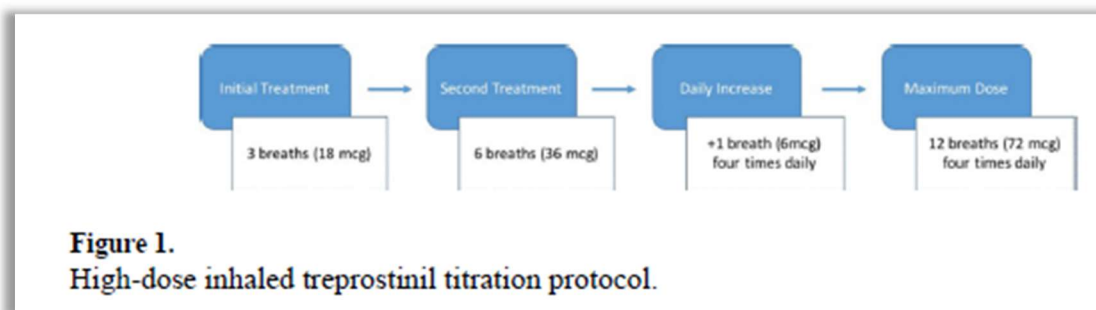 Initial Treatment
3 breaths (18 mcg)
Second Treatment
6 breaths (36 mcg)
Daily Increase
+1 breath (6mcg)
four times daily
Maximum Dose
12 breaths (72 mcg)
four times daily
Figure 1.
High-dose inhaled treprostinil titration protocol.